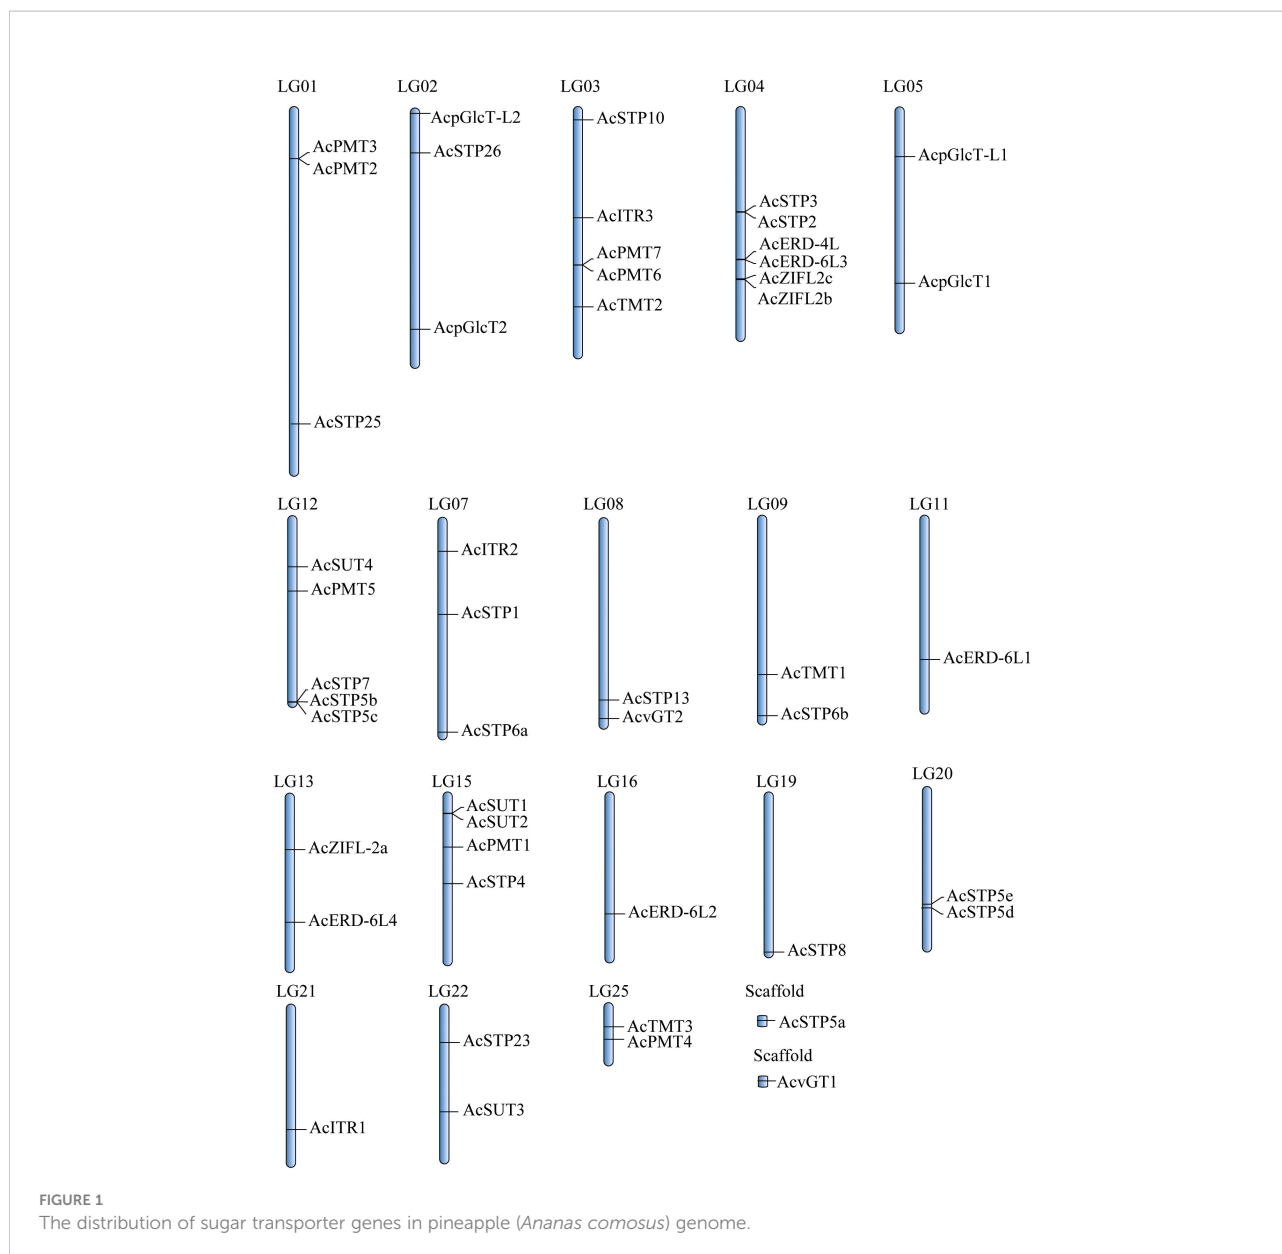 LG01
LG02
LG03
LG04
LG05
AcPMT3
AcPMT2
AcSTP25
AcpGlcT-L2
AcSTP26
AcpGlcT2
AcSTP10
AcITR3
AcPMT7
AcPMT6
AcTMT2
AcSTP3
AcSTP2
AcERD-4L
AcERD-6L3
AcZIFL2c
AcZIFL2b
AcpGlcT-L1
AcpGlcT1
LG12
LG07
LG08
LG09
LG11
AcSUT4
AcPMT5
AcSTP7
AcSTP5b
AcSTP5c
AcITR2
AcSTP1
AcSTP6a
AcSTP13
AcvGT2
AcTMT1
AcSTP6b
AcERD-6L1
LG13
LG15
LG16
LG19
LG20
AcZIFL-2a
AcERD-6L4
AcSUT1
AcSUT2
AcPMT1
AcSTP4
AcERD-6L2
AcSTP8
AcSTP5e
AcSTP5d
LG21
LG22
LG25
Scaffold
AcITR1
AcSTP23
AcSUT3
AcTMT3
AcPMT4
AcSTP5a
Scaffold
AcvGT1
FIGURE 1
The distribution of sugar transporter genes in pineapple (Ananas comosus) genome.